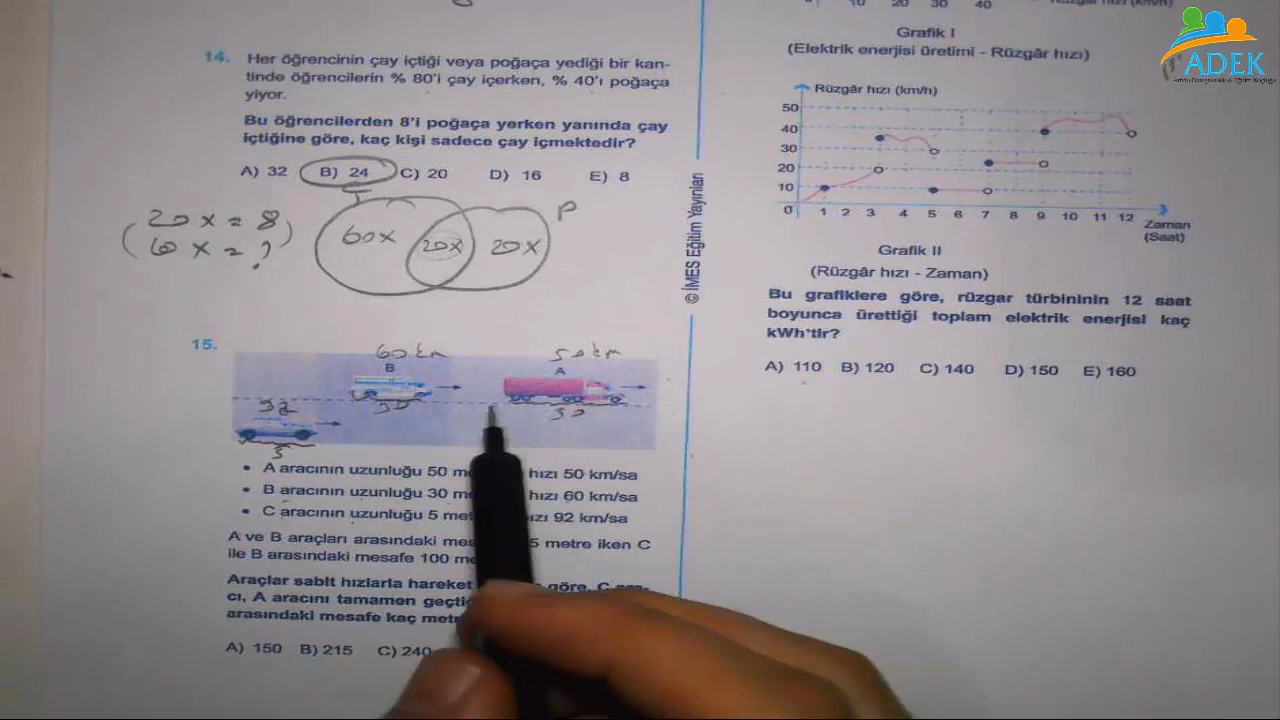 14. Her öğrencinin çay içtiği veya poğaça yediği bir kan-
tinde öğrencilerin % 80'i çay içerken, % 40'ı poğaça
yiyor.
Bu öğrencilerden 8'i poğaça yerken yanında çay
içtiğine göre, kaç kişi sadece çay içmektedir?
A) 32 B) 24 C) 20 D) 16 E) 8
20x = 8
60x = ?
60x 20x 20x P
15.
60 km 50 km
B A
92
5
A aracının uzunluğu 50 hızı 50 km/sa
B aracının uzunluğu 30 hızı 60 km/sa
C aracının uzunluğu 5 92 km/sa
A ve B araçları arasındaki metre iken C
ile B arasındaki mesafe 100
Araçlar sabit hızlarla hareket göre, C
cı, A aracını tamamen
arasındaki mesafe kaç
A) 150 B) 215 C) 240
© İMES Eğitim Yayınları
10 20 30 40
Grafik I
(Elektrik enerjisi üretimi - Rüzgâr hızı)
Rüzgâr hızı (km/h)
50
40
30
20
10
0 1 2 3 4 5 6 7 9 10 11 12 Zaman
(Saat)
Grafik II
(Rüzgâr hızı - Zaman)
Bu grafiklere göre, rüzgar türbininin 12 saat
boyunca ürettiği toplam elektrik enerjisi kaç
kWh'tir?
A) 110 B) 120 C) 140 D) 150 E) 160
ADEK